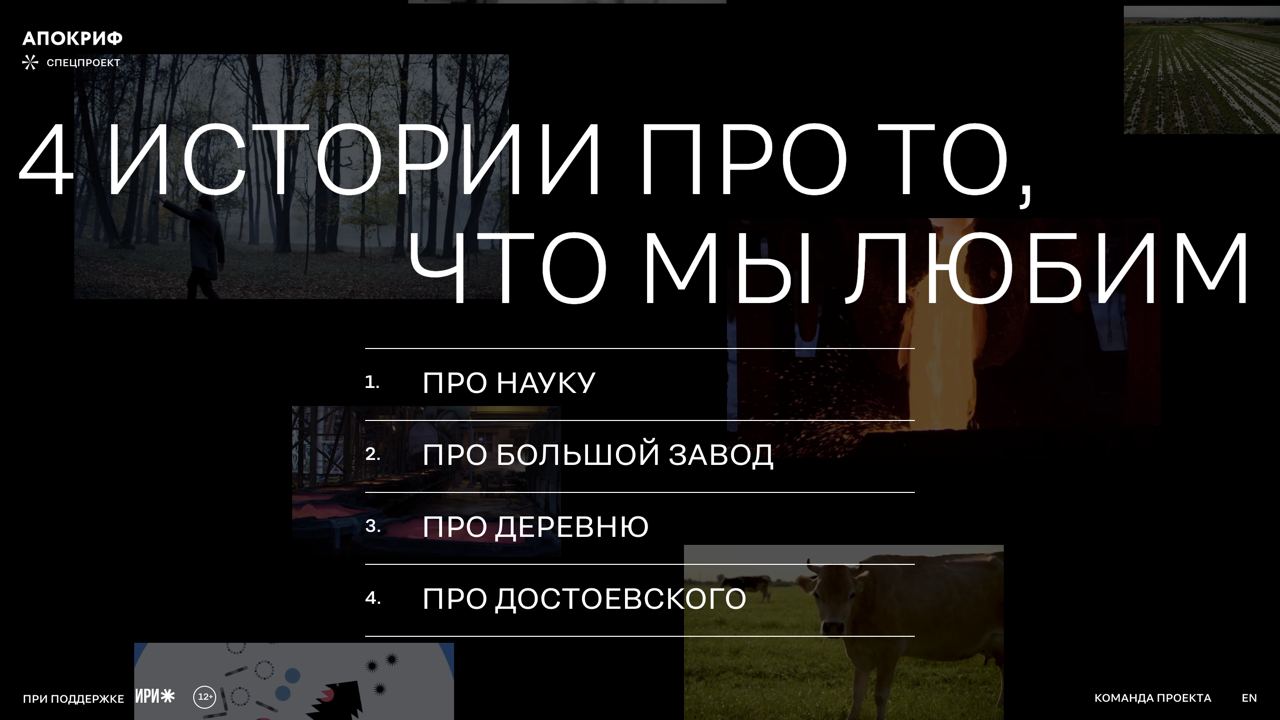 АПОКРИФ
СПЕЦПРОЕКТ
4 ИСТОРИИ ПРО ТО,
ЧТО МЫ ЛЮБИМ
1. ПРО НАУКУ
2. ПРО БОЛЬШОЙ ЗАВОД
3. ПРО ДЕРЕВНЮ
4. ПРО ДОСТОЕВСКОГО
ПРИ ПОДДЕРЖКЕ ИРИ 12+
КОМАНДА ПРОЕКТА EN